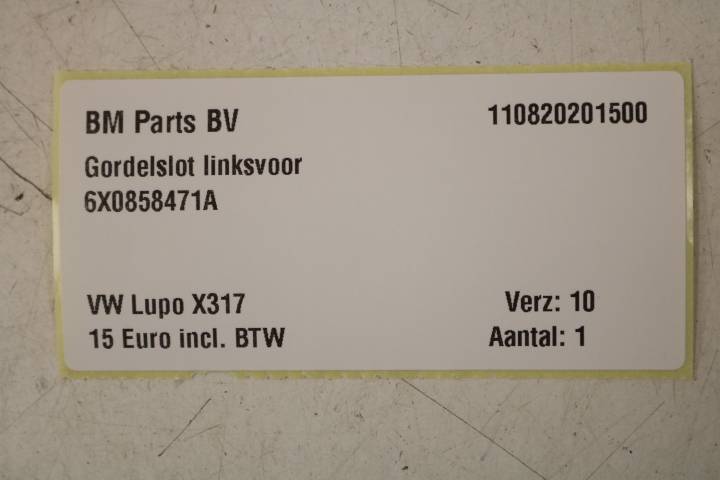 BM Parts BV 110820201500
Gordelslot linksvoor
6X0858471A
VW Lupo X317 Verz: 10
15 Euro incl. BTW Aantal: 1